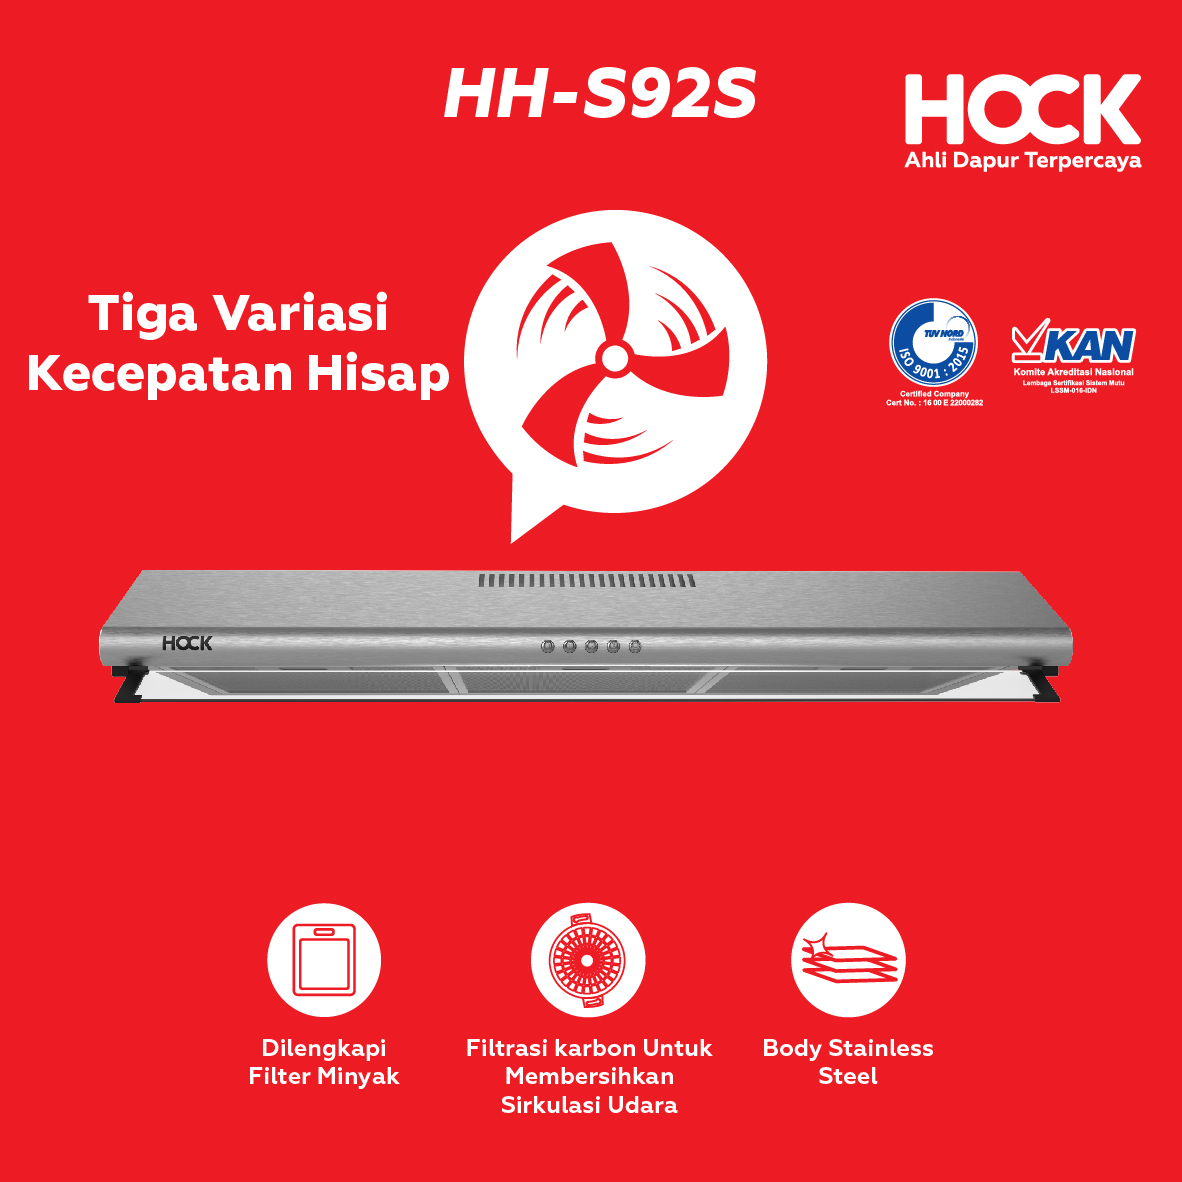 HH-S92S
HOCK
Ahli Dapur Terpercaya
Tiga Variasi
Kecepatan Hisap
TUV NORD
Indonesia
ISO 9001 : 2015
Certified Company
Cert No. : 16 00 E 22000282
KAN
Komite Akreditasi Nasional
Lembaga Sertifikasi Sistem Mutu
LSSM-016-IDN
HOCK
Dilengkapi
Filter Minyak
Filtrasi karbon Untuk
Membersihkan
Sirkulasi Udara
Body Stainless
Steel